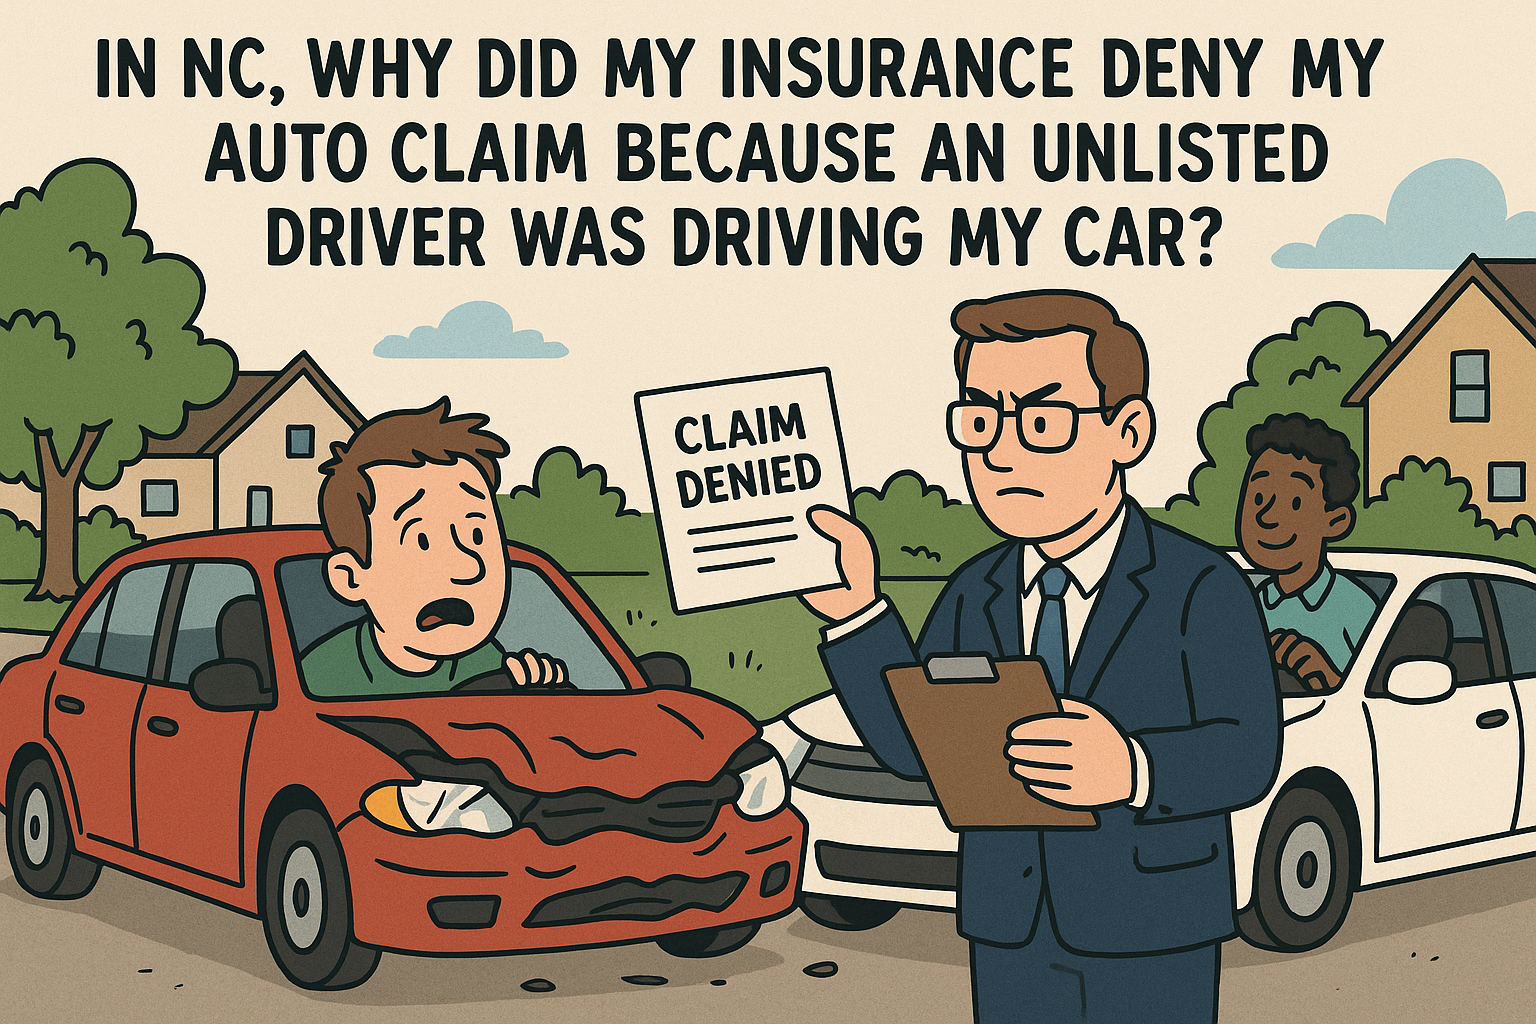 IN NC, WHY DID MY INSURANCE DENY MY
AUTO CLAIM BECAUSE AN UNLISTED
DRIVER WAS DRIVING MY CAR?
CLAIM
DENIED